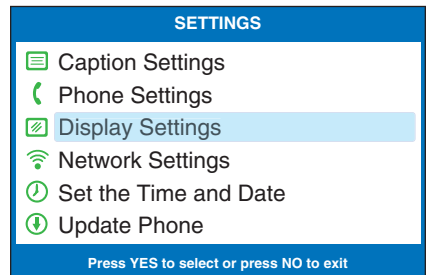 SETTINGS
Caption Settings
Phone Settings
Display Settings
Network Settings
Set the Time and Date
Update Phone
Press YES to select or press NO to exit